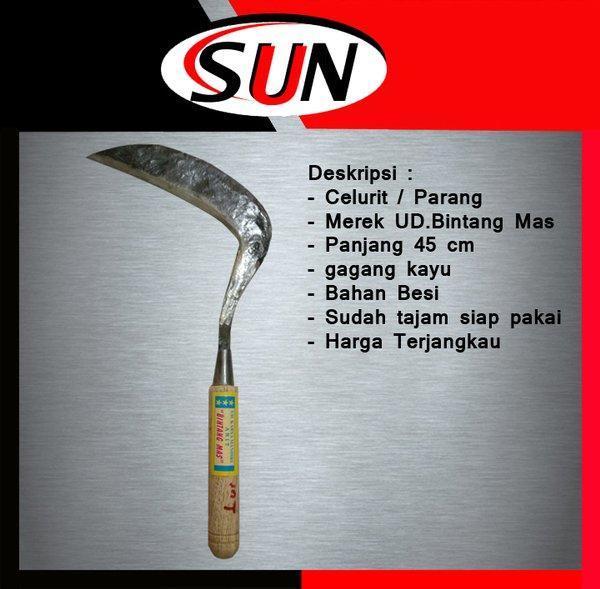 SUN
Deskripsi :
- Celurit / Parang
- Merek UD.Bintang Mas
- Panjang 45 cm
- gagang kayu
- Bahan Besi
- Sudah tajam siap pakai
- Harga Terjangkau
ARIT
"BINTANG MAS"